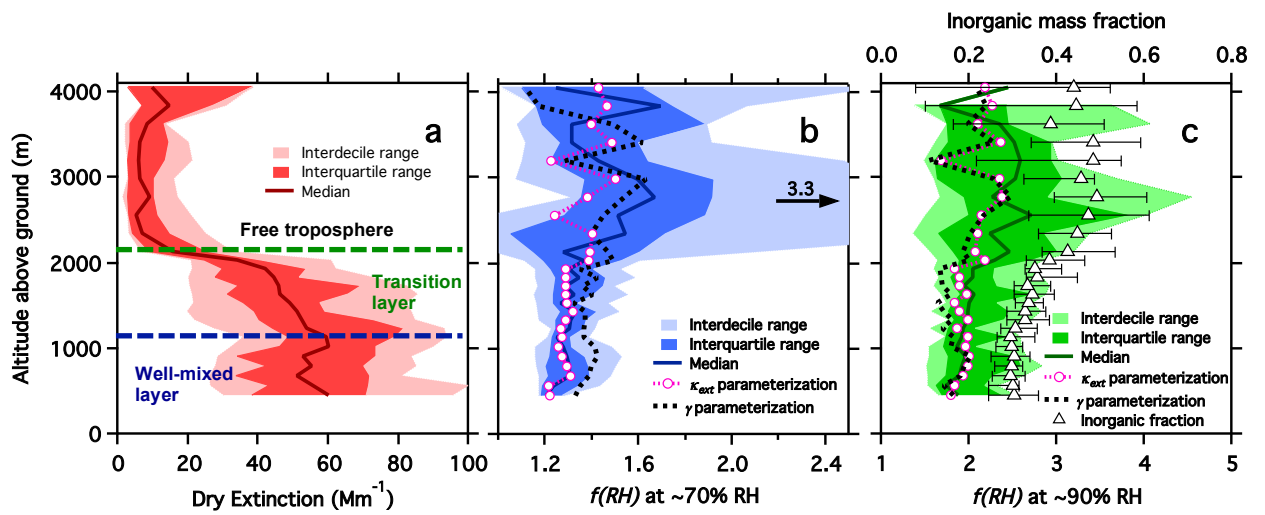 Inorganic mass fraction
0.0 0.2 0.4 0.6 0.8
Altitude above ground (m)
4000
3000
2000
1000
0
a
Interdecile range
Interquartile range
Median
Free troposphere
Transition
layer
Well-mixed
layer
0 20 40 60 80 100
Dry Extinction (Mm⁻¹)
b
3.3
Interdecile range
Interquartile range
Median
κext parameterization
γ parameterization
1.2 1.6 2.0 2.4
f(RH) at ~70% RH
c
Interdecile range
Interquartile range
Median
κext parameterization
γ parameterization
Inorganic fraction
1 2 3 4 5
f(RH) at ~90% RH